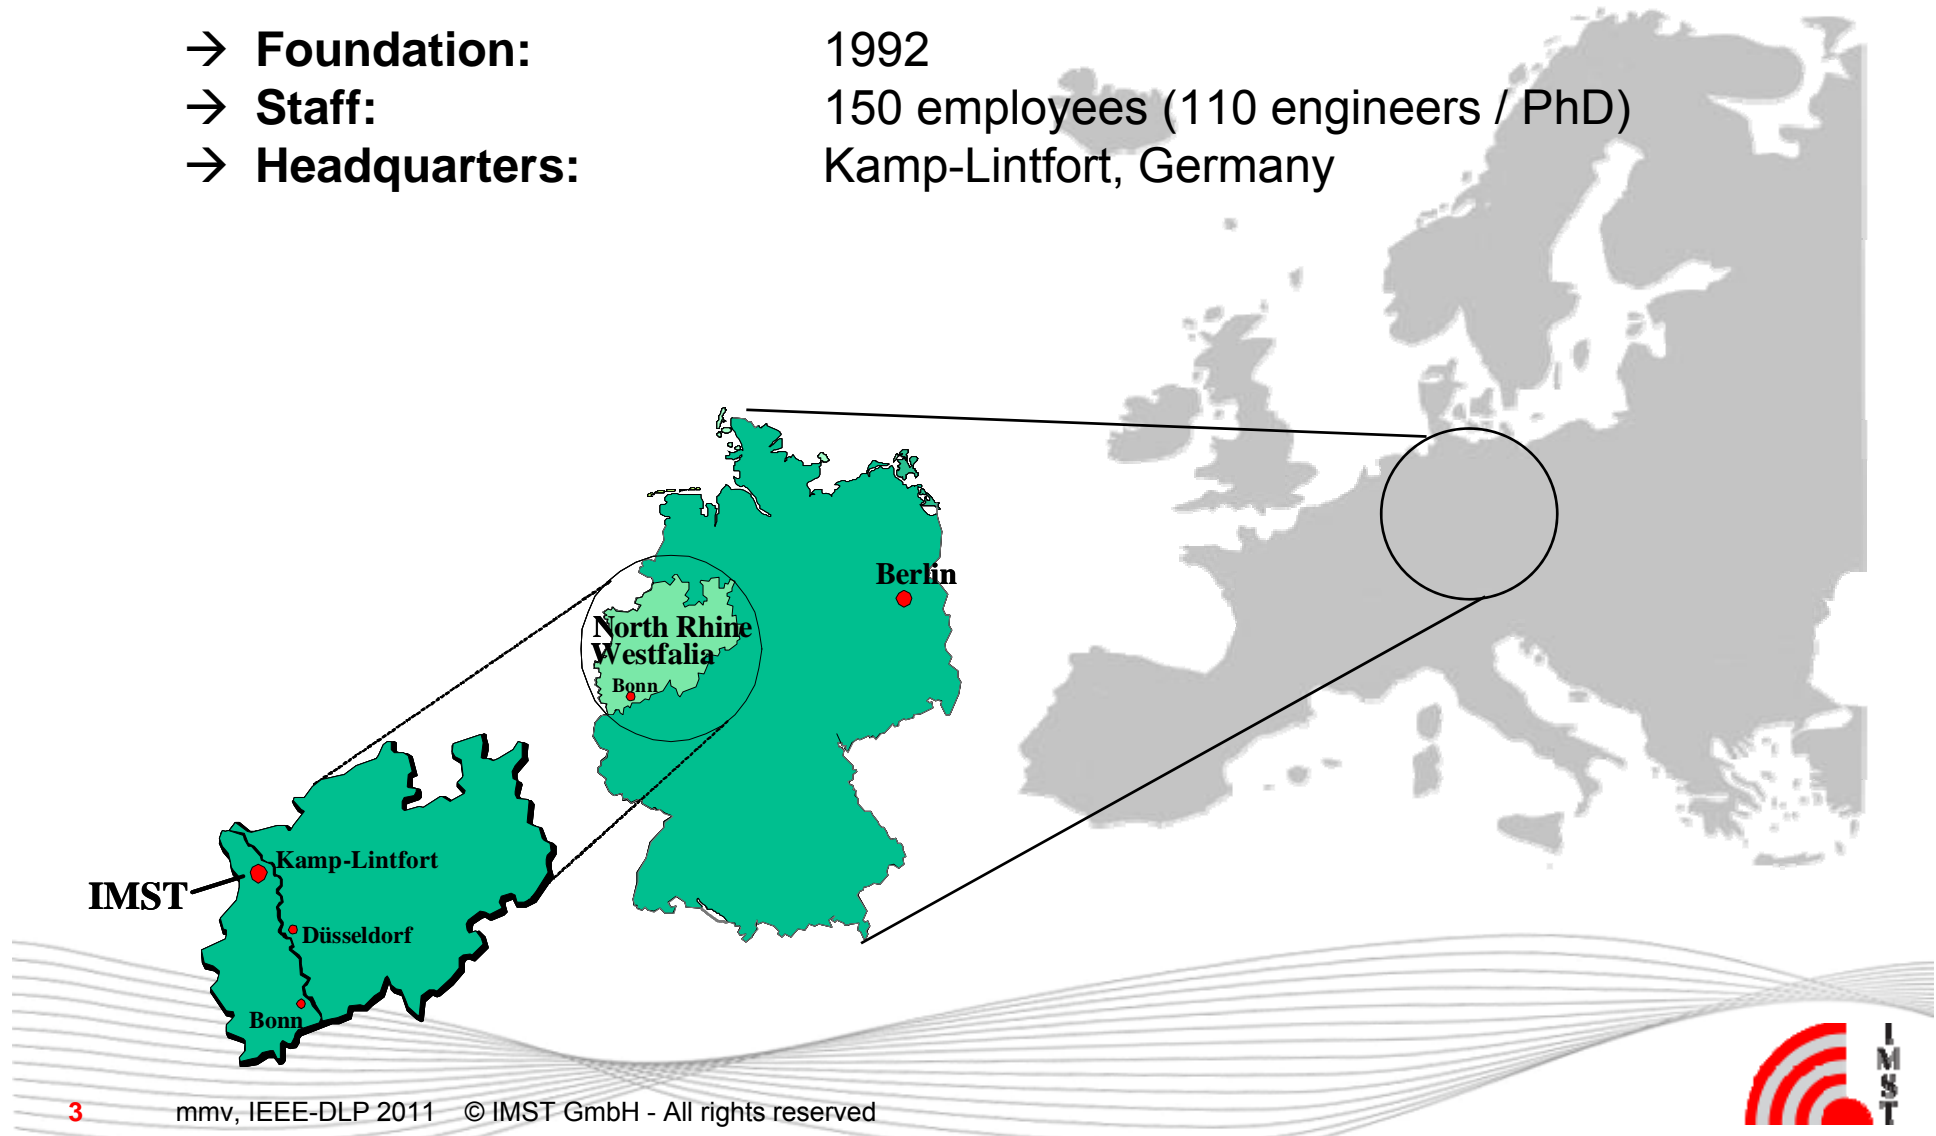 → Foundation: 1992
→ Staff: 150 employees (110 engineers / PhD)
→ Headquarters: Kamp-Lintfort, Germany
Berlin
North Rhine
Westfalia
Bonn
Kamp-Lintfort
IMST
Düsseldorf
Bonn
IMST
3 mmv, IEEE-DLP 2011 © IMST GmbH - All rights reserved